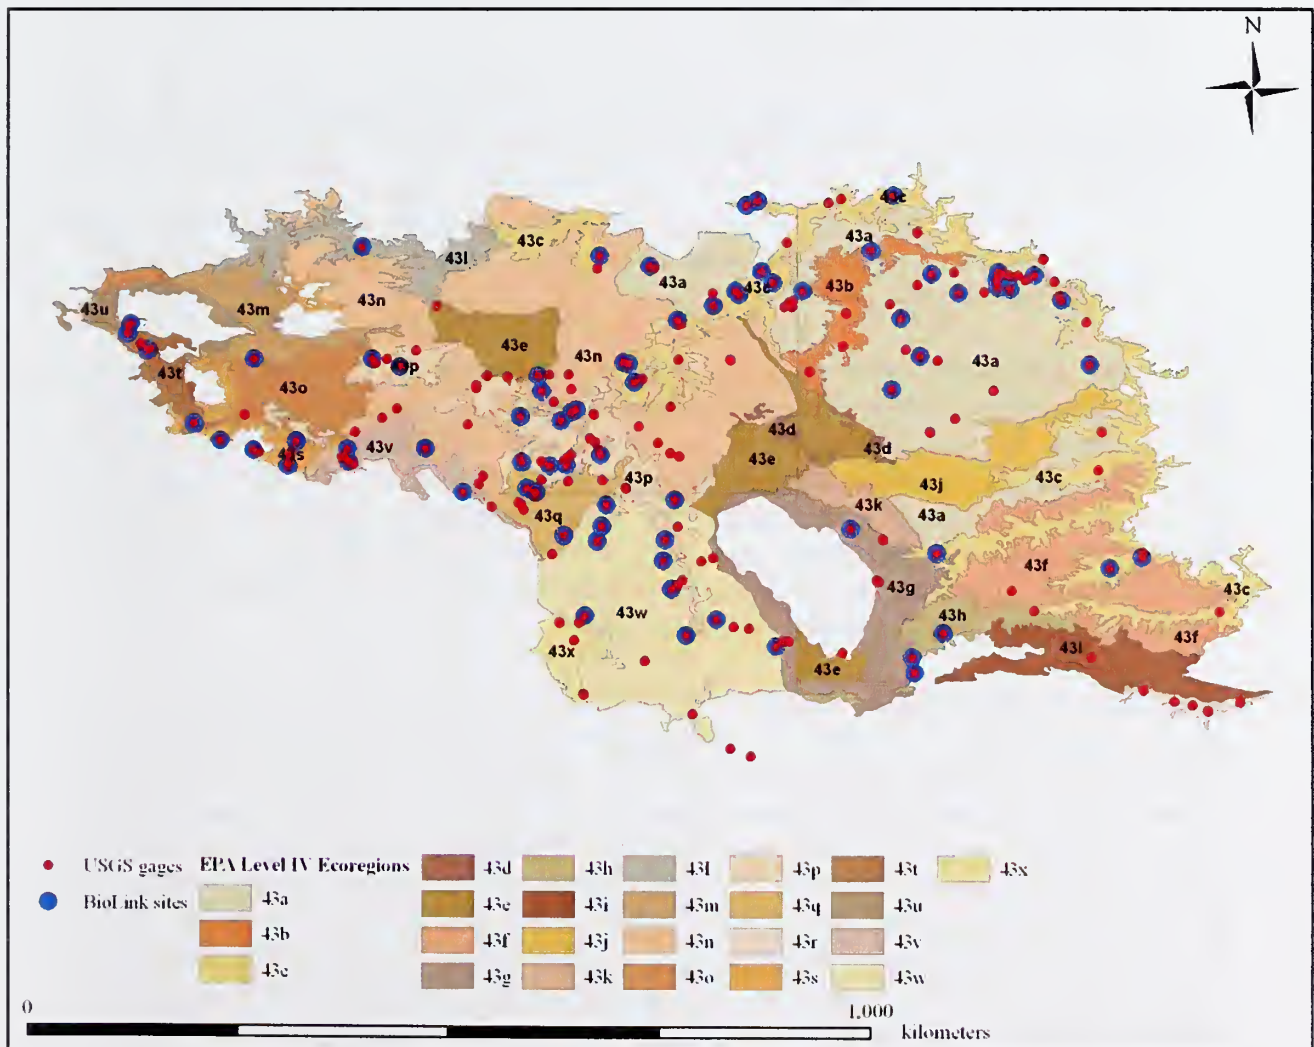 N
43c
43a
43c
43l
43a
43c
43b
43n
43m
43u
43e
43n
43a
43p
43t
43o
43d
43v
43d
43s
43e
43c
43p
43j
43k
43q
43a
43f
43g
43c
43w
43h
43f
43x
43i
43e
USGS gages
BioLink sites
EPA Level IV Ecoregions
43a
43b
43c
43d
43e
43f
43g
43h
43i
43j
43k
43l
43m
43n
43o
43p
43q
43r
43s
43t
43u
43v
43w
43x
0
1,000
kilometers